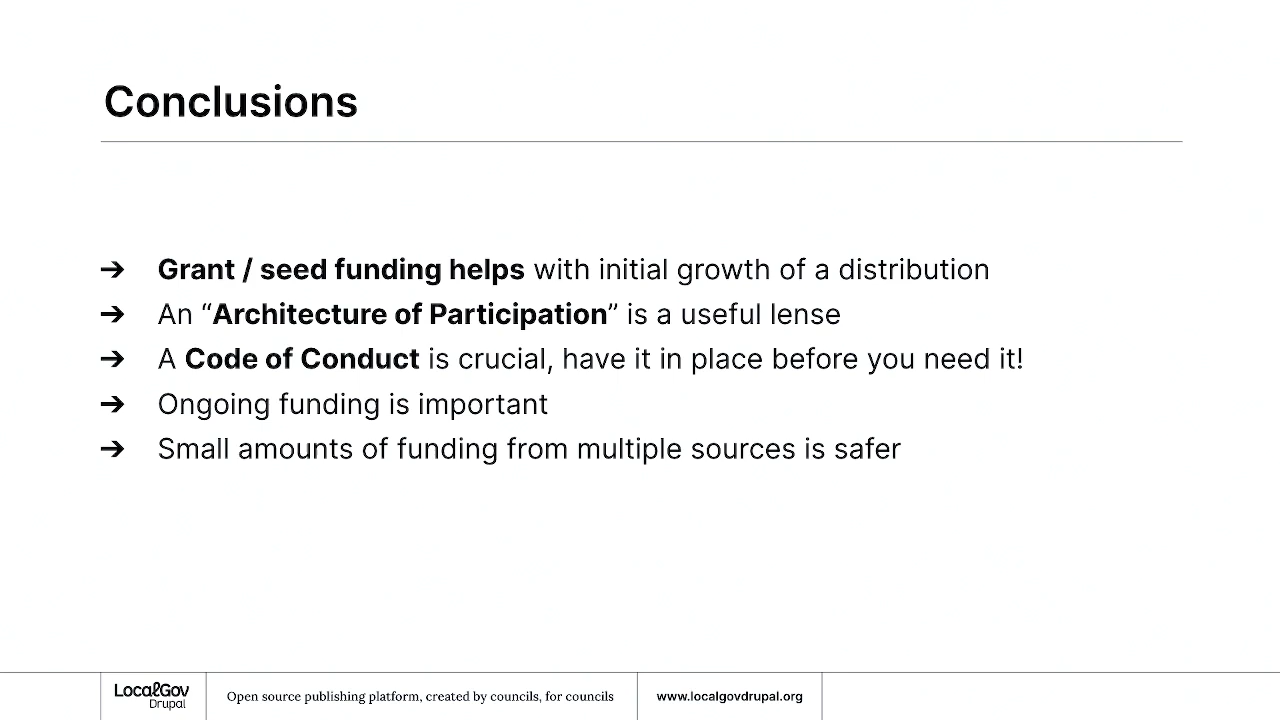 Conclusions
➔ Grant / seed funding helps with initial growth of a distribution
➔ An “Architecture of Participation” is a useful lense
➔ A Code of Conduct is crucial, have it in place before you need it!
➔ Ongoing funding is important
➔ Small amounts of funding from multiple sources is safer
LocalGov
Drupal
Open source publishing platform, created by councils, for councils
www.localgovdrupal.org